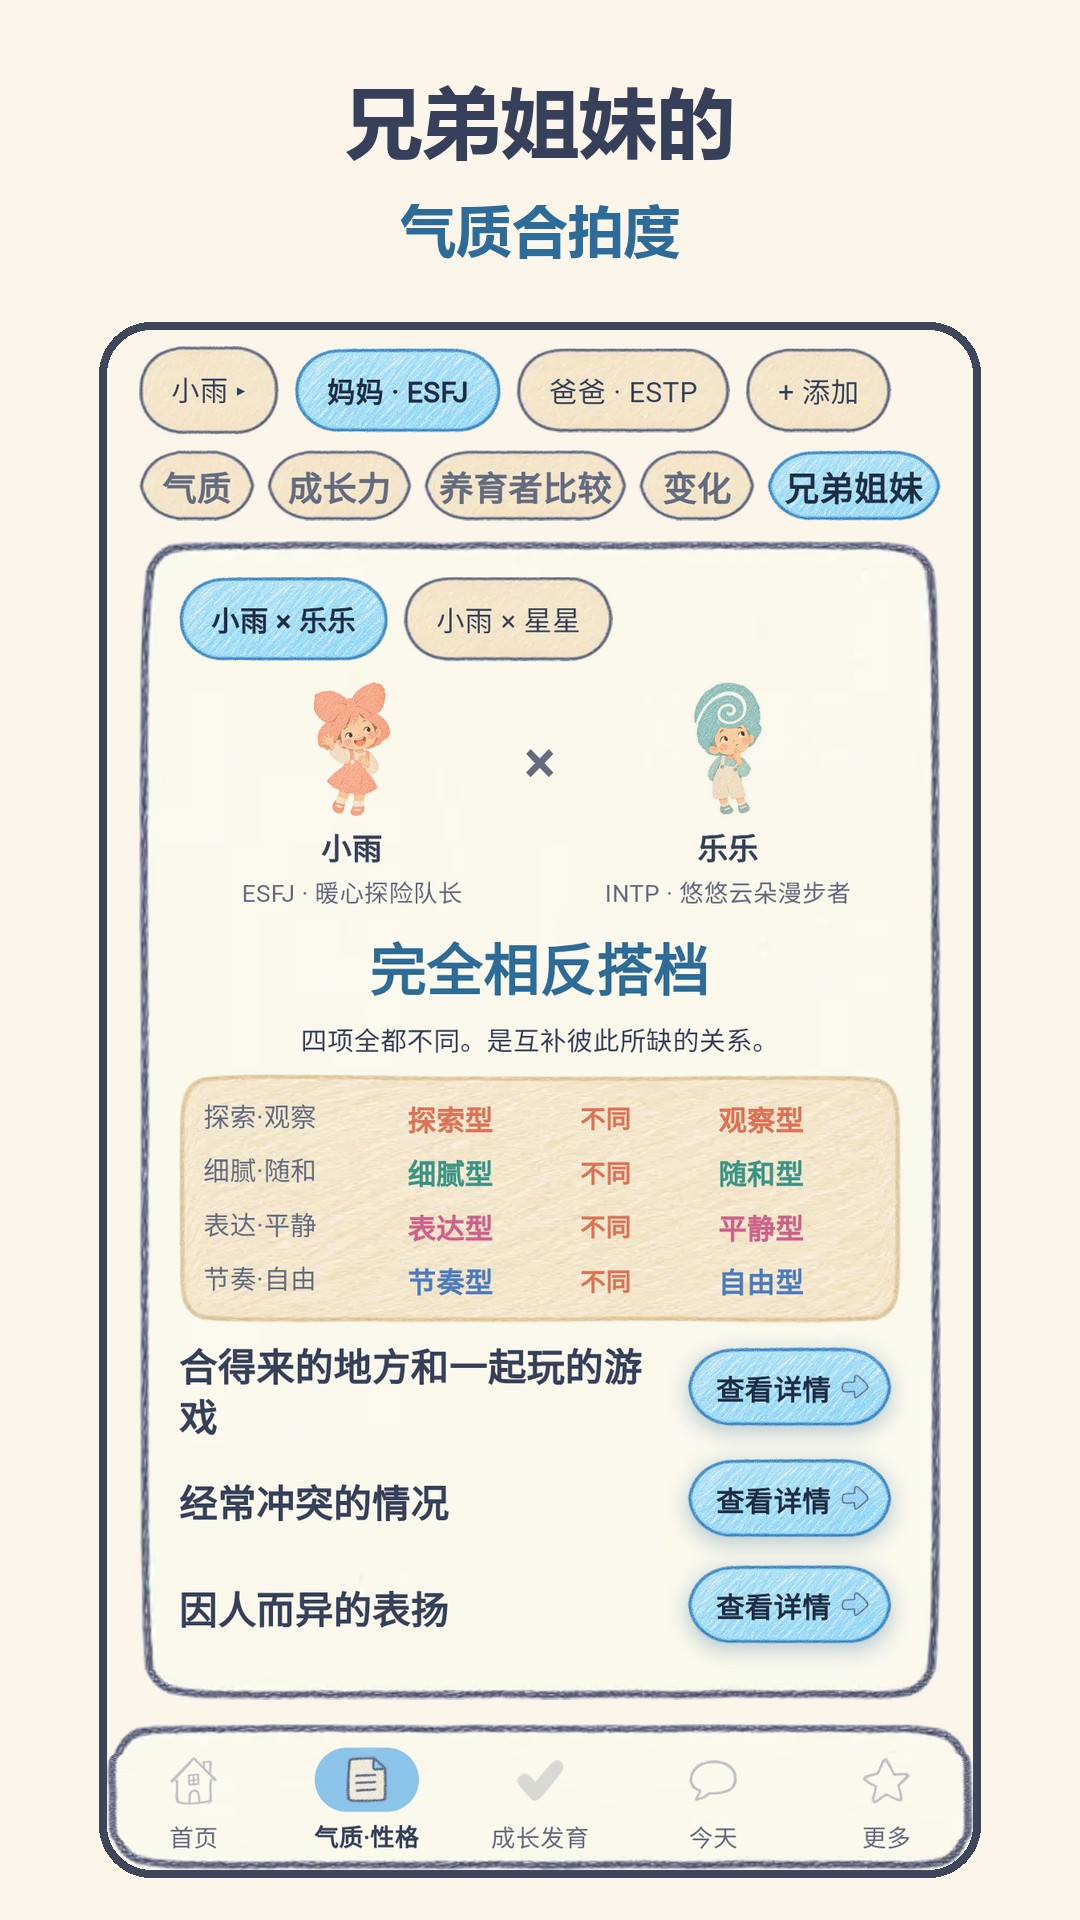 兄弟姐妹的
气质合拍度
小雨 ▸ 妈妈 · ESFJ 爸爸 · ESTP + 添加
气质 成长力 养育者比较 变化 兄弟姐妹
小雨 × 乐乐 小雨 × 星星
×
小雨 乐乐
ESFJ · 暖心探险队长 INTP · 悠悠云朵漫步者
完全相反搭档
四项全都不同。是互补彼此所缺的关系。
探索·观察 探索型 不同 观察型
细腻·随和 细腻型 不同 随和型
表达·平静 表达型 不同 平静型
节奏·自由 节奏型 不同 自由型
合得来的地方和一起玩的游
戏
查看详情
经常冲突的情况 查看详情
因人而异的表扬 查看详情
首页 气质·性格 成长发育 今天 更多